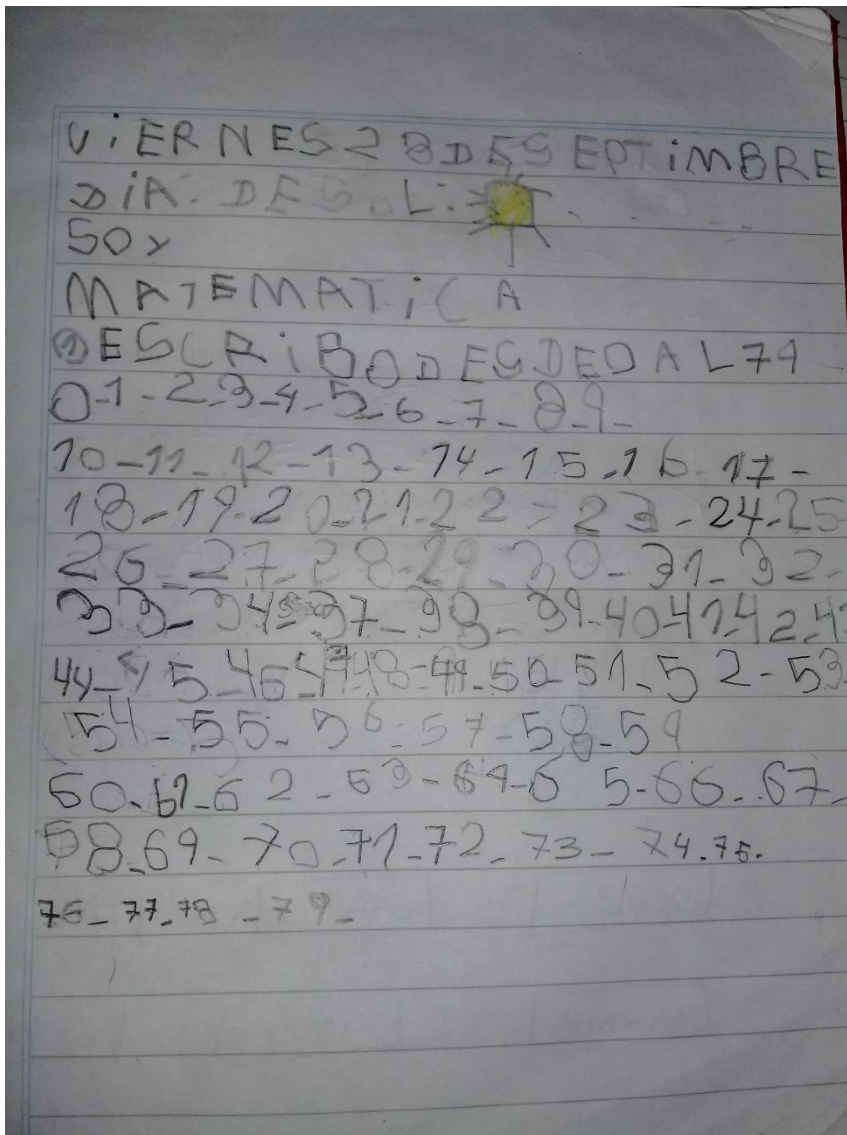 ViERNES 28 DE SEPTiMBRE
DiA: DE SOL:
SOY
MATEMATiCA
① ESCRiBO DESDE 0 AL 79
0-1-2-3-4-5-6-7-8-9-
10-11-12-13-14-15-16-17-
18-19-20-21-22-23-24-25
26-27-28-29-30-31-32-
33-34-37-38-39-40-41-42-43
44-45-46-47-48-49-50-51-52-53
54-55-56-57-58-59
60-61-62-63-64-65-66-67-
68-69-70-71-72-73-74-75-
76-77-78-79-